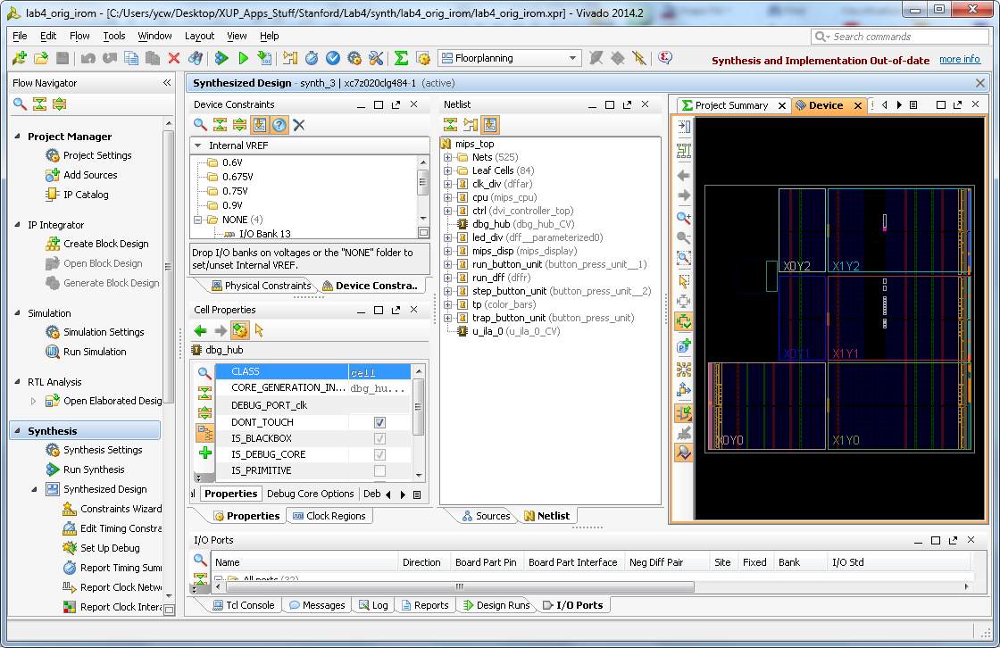 lab4_orig_irom - [C:/Users/ycw/Desktop/XUP_Apps_Stuff/Stanford/Lab4/synth/lab4_orig_irom/lab4_orig_irom.xpr] - Vivado 2014.2
File Edit Flow Tools Window Layout View Help
Search commands
Floorplanning
Synthesis and Implementation Out-of-date more info
Flow Navigator
Project Manager
Project Settings
Add Sources
IP Catalog
IP Integrator
Create Block Design
Open Block Design
Generate Block Design
Simulation
Simulation Settings
Run Simulation
RTL Analysis
Open Elaborated Desig
Synthesis
Synthesis Settings
Run Synthesis
Synthesized Design
Constraints Wizard
Edit Timing Constra
Set Up Debug
Report Timing Sum
Report Clock Netw
Report Clock Intera
Synthesized Design - synth_3 | xc7z020clg484-1 (active)
Device Constraints
Internal VREF
0.6V
0.675V
0.75V
0.9V
NONE (4)
I/O Bank 13
Drop I/O banks on voltages or the "NONE" folder to
set/unset Internal VREF.
Physical Constraints Device Constra..
Cell Properties
dbg_hub
CLASS cell
CORE_GENERATION_IN... dbg_hu...
DEBUG_PORT_clk
DONT_TOUCH
IS_BLACKBOX
IS_DEBUG_CORE
IS_PRIMITIVE
al Properties Debug Core Options Deb
Properties Clock Regions
Netlist
mips_top
Nets (525)
Leaf Cells (84)
clk_div (dffar)
cpu (mips_cpu)
ctrl (dvi_controller_top)
dbg_hub (dbg_hub_CV)
led_div (dff__parameterized0)
mips_disp (mips_display)
run_button_unit (button_press_unit__1)
run_dff (dffr)
step_button_unit (button_press_unit__2)
tp (color_bars)
trap_button_unit (button_press_unit)
u_ila_0 (u_ila_0_CV)
Sources Netlist
Project Summary Device
X0Y2 X1Y2
X0Y1 X1Y1
X0Y0 X1Y0
I/O Ports
Name Direction Board Part Pin Board Part Interface Neg Diff Pair Site Fixed Bank I/O Std
All ports (32)
Tcl Console Messages Log Reports Design Runs I/O Ports